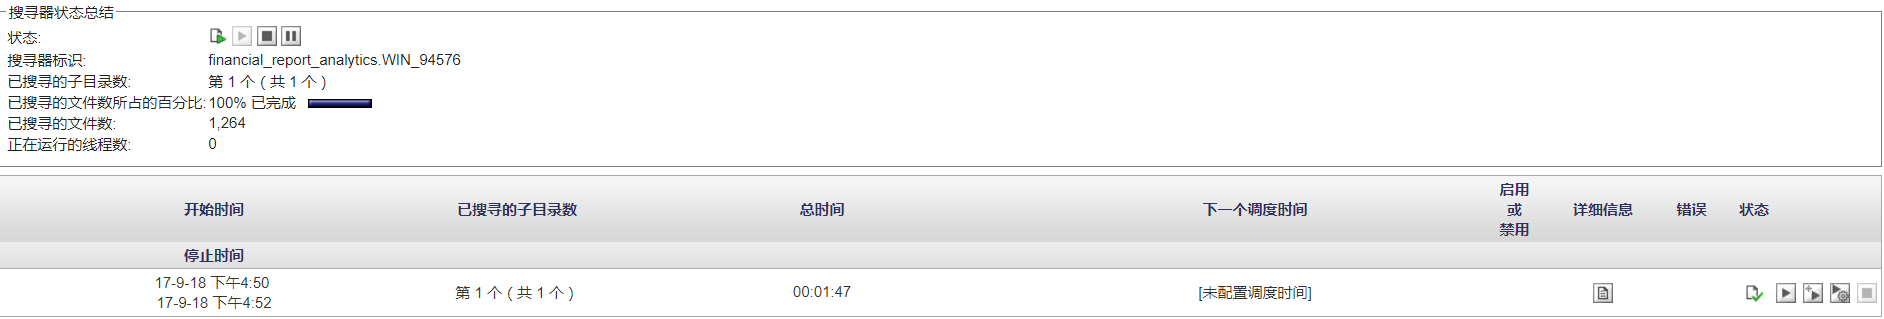 搜寻器状态总结
状态:
搜寻器标识: financial_report_analytics.WIN_94576
已搜寻的子目录数: 第 1 个 ( 共 1 个 )
已搜寻的文件数所占的百分比: 100% 已完成
已搜寻的文件数: 1,264
正在运行的线程数: 0
开始时间 已搜寻的子目录数 总时间 下一个调度时间 启用 或 禁用 详细信息 错误 状态
停止时间
17-9-18 下午4:50
17-9-18 下午4:52 第 1 个 ( 共 1 个 ) 00:01:47 [未配置调度时间]